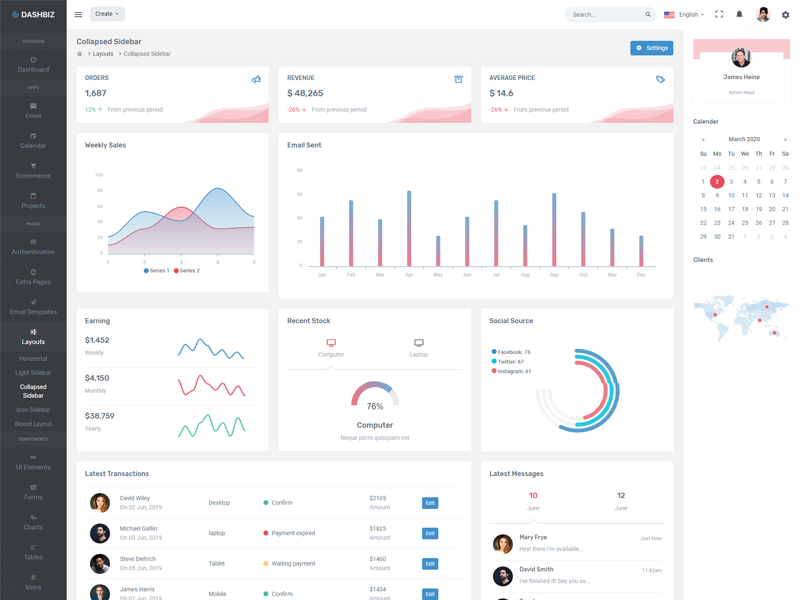 DASHBIZ
Create
Search...
English
OVERVIEW
Dashboard
APPS
Email
Calendar
Ecommerce
Projects
PAGES
Authentication
Extra Pages
Email Templates
Layouts
Horizontal
Light Sidebar
Collapsed
Sidebar
Icon Sidebar
Boxed Layout
COMPONENTS
UI Elements
Forms
Charts
Tables
Icons
Collapsed Sidebar
Layouts > Collapsed Sidebar
Settings
ORDERS
1,687
12% From previous period
REVENUE
$ 48,265
-26% From previous period
AVERAGE PRICE
$ 14.6
-26% From previous period
Weekly Sales
100
80
60
40
20
0
1 2 3 4 5
Series 1 Series 2
Email Sent
80
60
40
20
0
Jan Feb Mar Apr May Jun Jul Aug Sep Oct Nov Dec
Earning
$1.452
Weekly
$4.150
Monthly
$38.759
Yearly
Recent Stock
Computor
Laptop
76%
Computer
Neque porro quisquam est
Social Source
Facebook: 76
Twitter: 67
Instagram: 61
Latest Transactions
David Wiley
On 02 Jun, 2019
Desktop
Confirm
$2105
Amount
Edit
Michael Gatlin
On 03 Jun, 2019
laptop
Payment expired
$1825
Amount
Edit
Steve Dietrich
On 05 Jun, 2019
Tablet
Waiting payment
$1460
Amount
Edit
James Harris
On 07 Jun, 2019
Mobile
Confirm
$1434
Amount
Edit
Latest Messages
10
June
12
June
Mary Frye
Hey! there I'm available...
Just Now
David Smith
I've finished it! See you so...
11:42am
James Heine
Admin Head
Calender
« March 2020 »
Su Mo Tu We Th Fr Sa
23 24 25 26 27 28 29
1 2 3 4 5 6 7
8 9 10 11 12 13 14
15 16 17 18 19 20 21
22 23 24 25 26 27 28
29 30 31 1 2 3 4
Clients